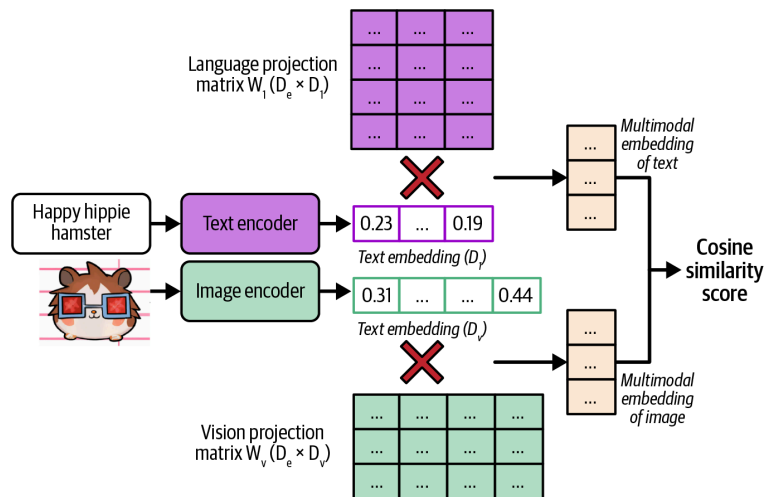 ... ... ...
... ... ...
... ... ...
... ... ...
Language projection
matrix W₁ (Dₑ × D₁)
...
...
...
Multimodal
embedding
of text
Happy hippie
hamster
Text encoder
0.23 ... 0.19
Text embedding (D₁)
Image encoder
0.31 ... ... 0.44
Text embedding (Dᵥ)
Cosine
similarity
score
...
...
...
Multimodal
embedding
of image
Vision projection
matrix Wᵥ (Dₑ × Dᵥ)
... ... ... ...
... ... ... ...
... ... ... ...